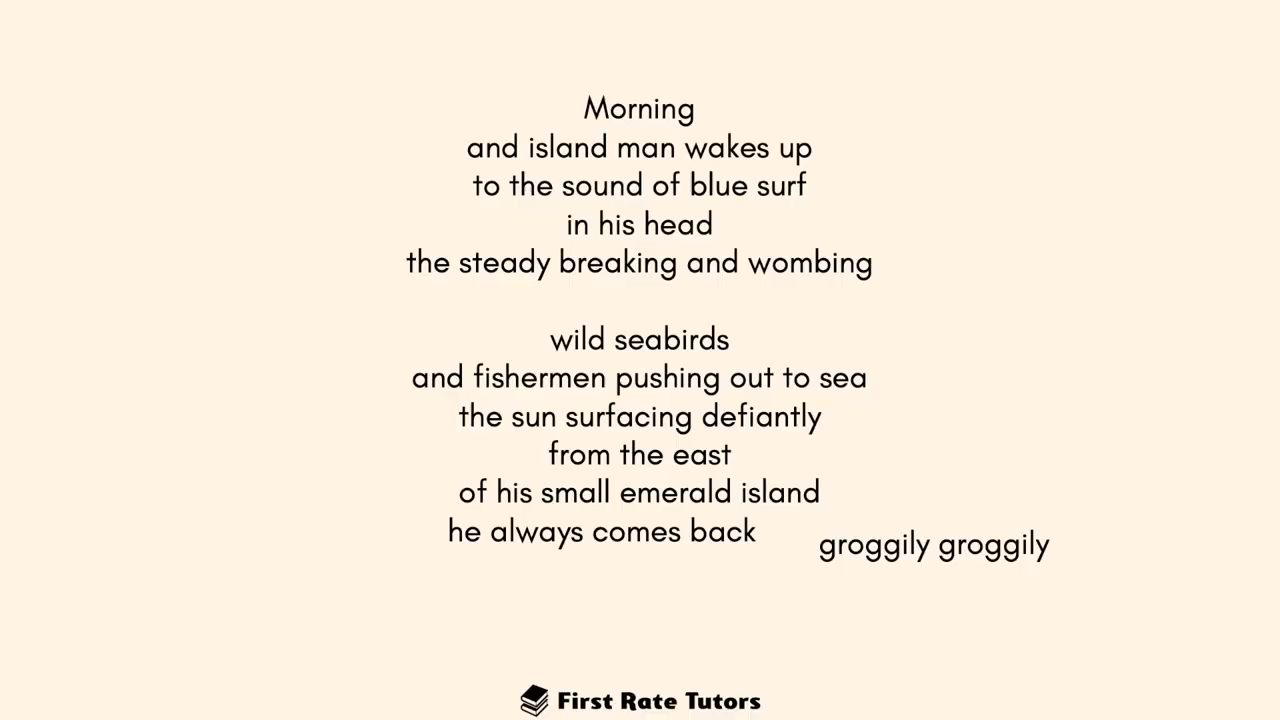 Morning
and island man wakes up
to the sound of blue surf
in his head
the steady breaking and wombing

wild seabirds
and fishermen pushing out to sea
the sun surfacing defiantly
from the east
of his small emerald island
he always comes back groggily groggily
First Rate Tutors